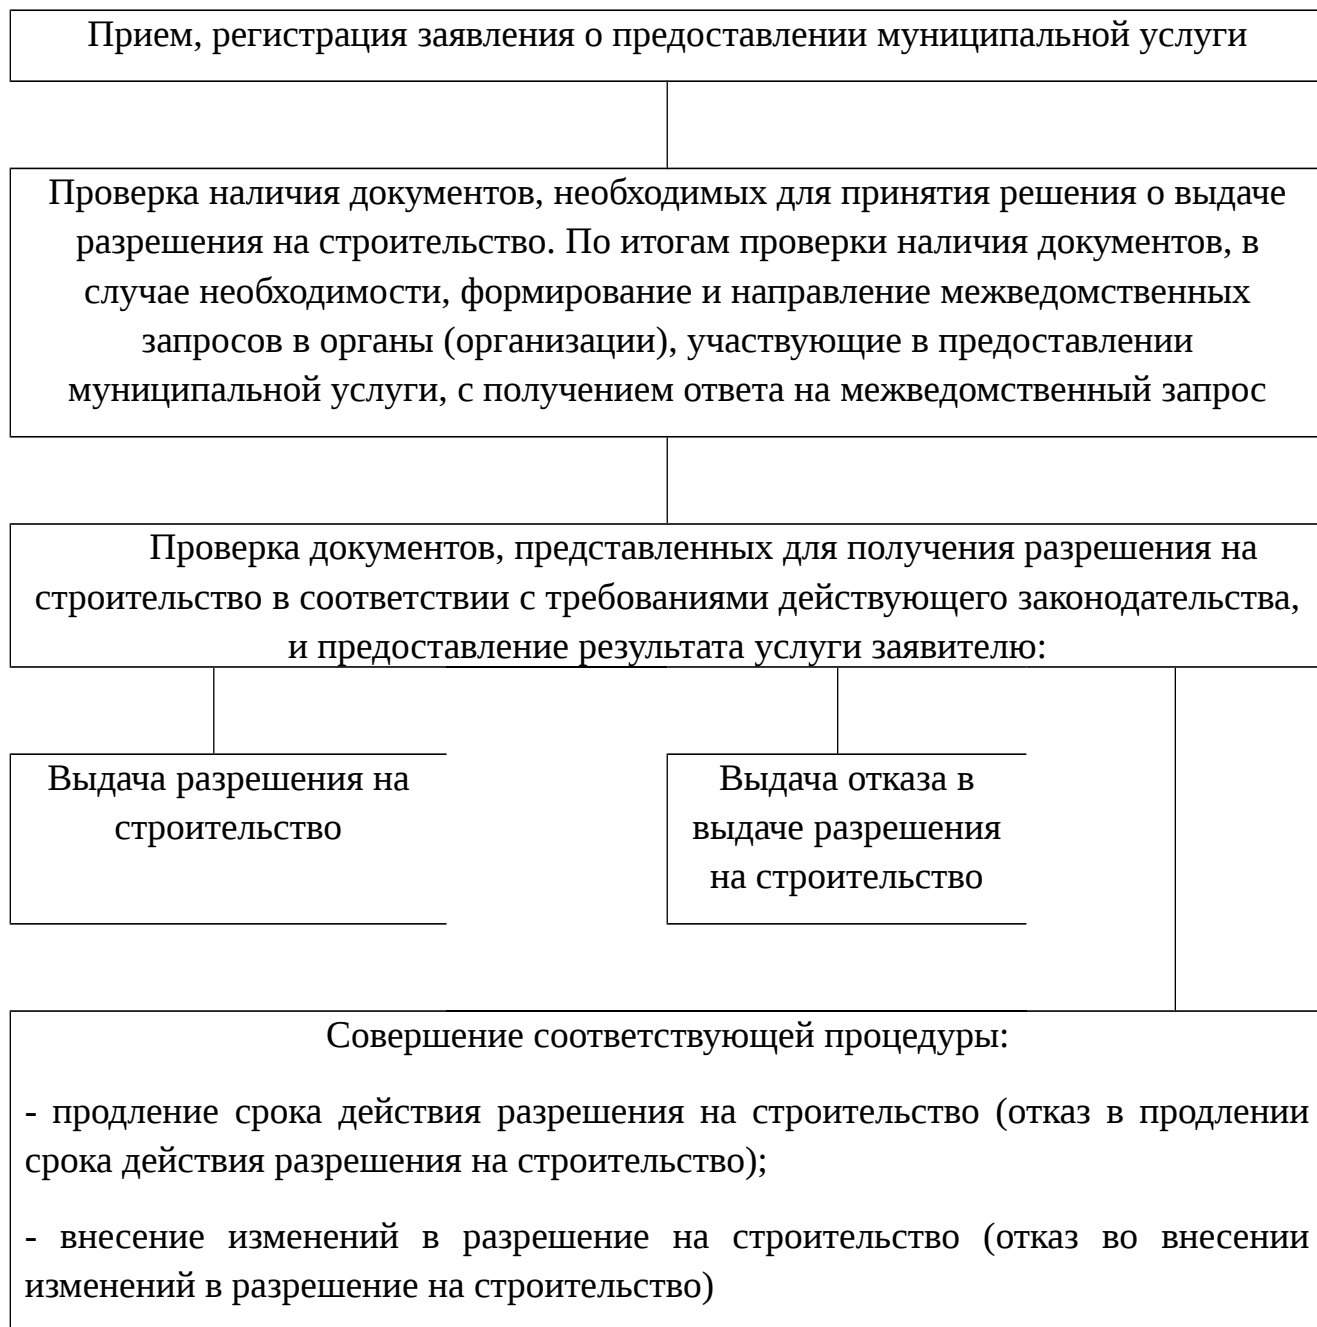 Прием, регистрация заявления о предоставлении муниципальной услуги
Проверка наличия документов, необходимых для принятия решения о выдаче
разрешения на строительство. По итогам проверки наличия документов, в
случае необходимости, формирование и направление межведомственных
запросов в органы (организации), участвующие в предоставлении
муниципальной услуги, с получением ответа на межведомственный запрос
Проверка документов, представленных для получения разрешения на
строительство в соответствии с требованиями действующего законодательства,
и предоставление результата услуги заявителю:
Выдача разрешения на
строительство
Выдача отказа в
выдаче разрешения
на строительство
Совершение соответствующей процедуры:
- продление срока действия разрешения на строительство (отказ в продлении
срока действия разрешения на строительство);
- внесение изменений в разрешение на строительство (отказ во внесении
изменений в разрешение на строительство)